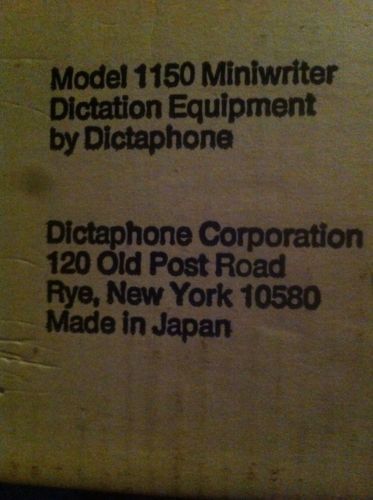 Model 1150 Miniwriter
Dictation Equipment
by Dictaphone
Dictaphone Corporation
120 Old Post Road
Rye, New York 10580
Made in Japan